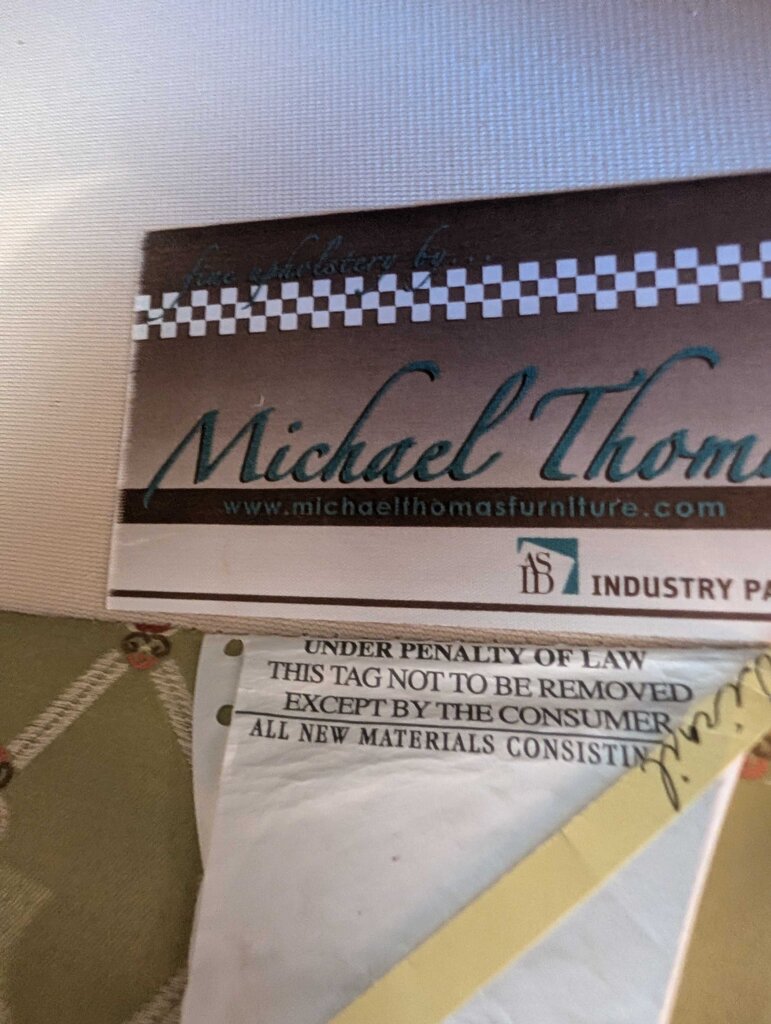 fine upholstery by...
Michael Thom
www.michaelthomasfurniture.com
ASID INDUSTRY PA
UNDER PENALTY OF LAW
THIS TAG NOT TO BE REMOVED
EXCEPT BY THE CONSUMER
ALL NEW MATERIALS CONSISTIN